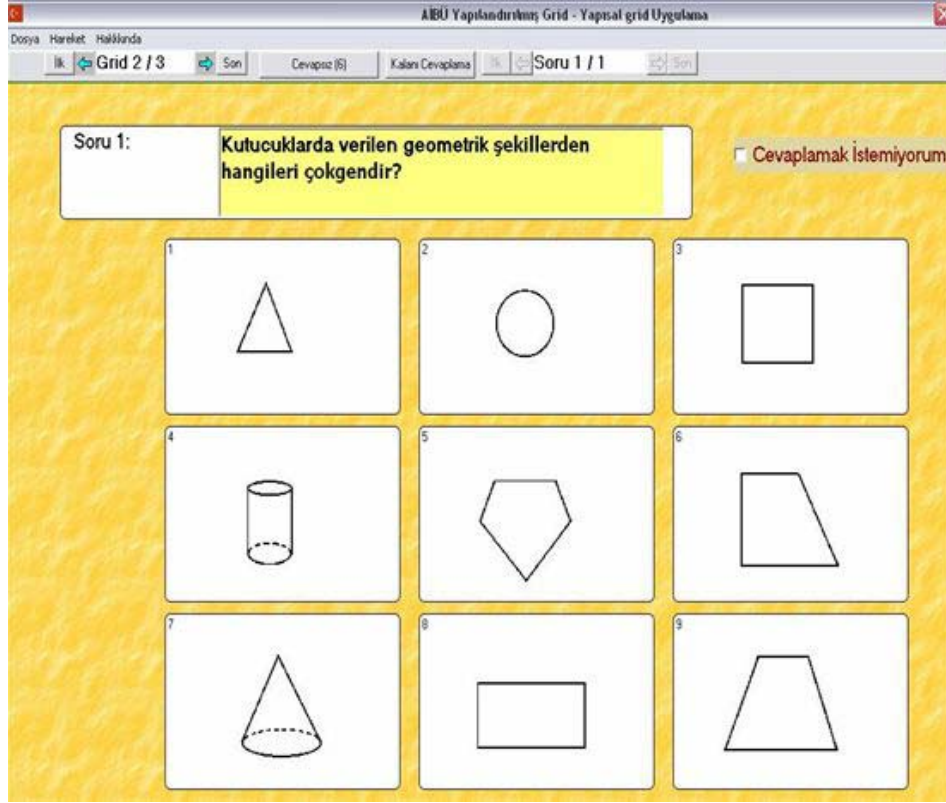 AİBÜ Yapılandırılmış Grid - Yapısal grid Uygulama
Dosya Hareket Hakkında
İlk Grid 2 / 3 Son Cevapsız (6) Kalanı Cevaplama İlk Soru 1 / 1 Son
Soru 1:
Kutucuklarda verilen geometrik şekillerden
hangileri çokgendir?
Cevaplamak İstemiyorum
1
2
3
4
5
6
7
8
9